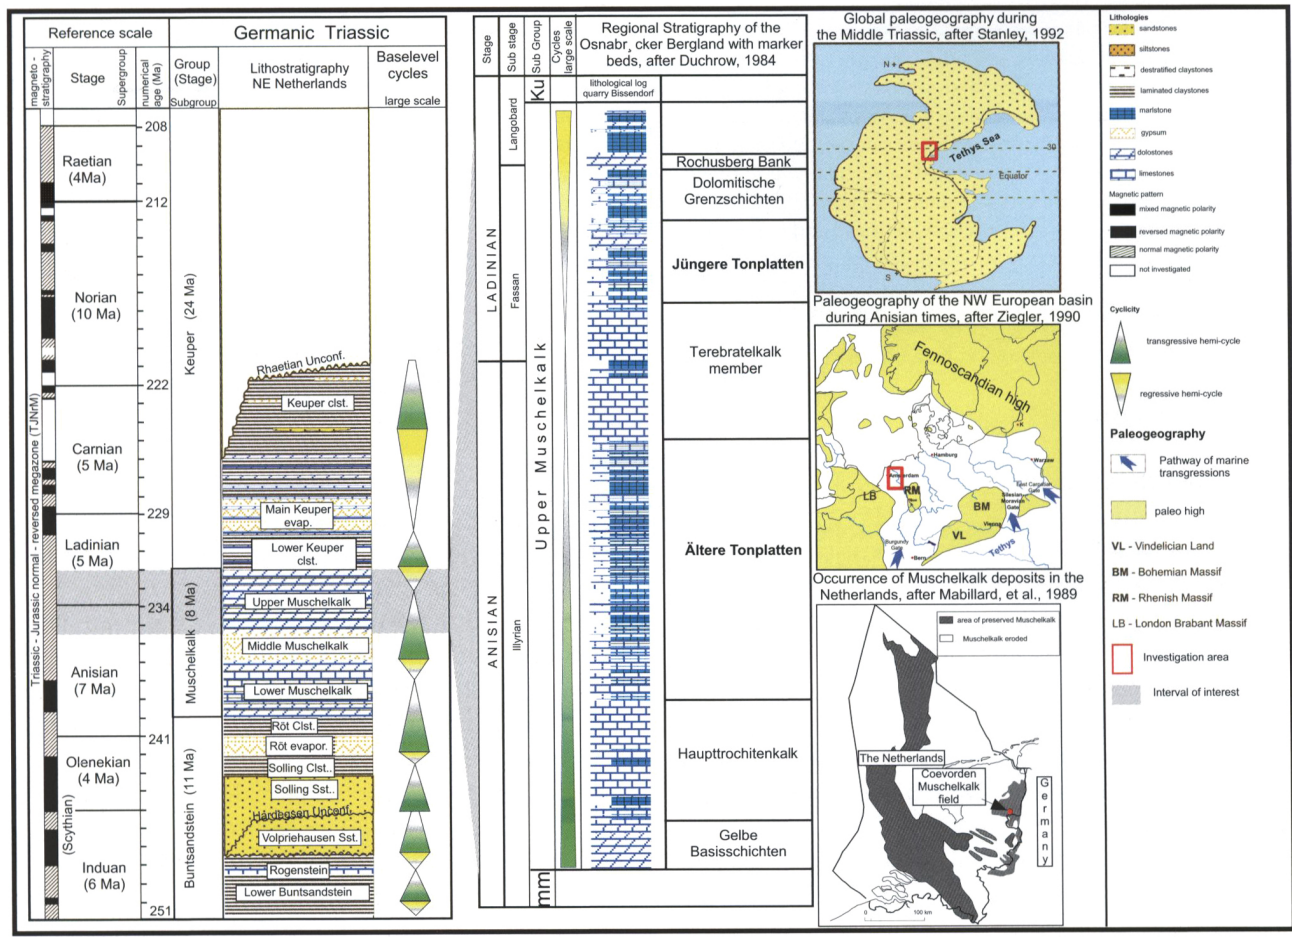 Reference scale
Germanic Triassic
magneto -
stratigraphy
Stage
Supergroup
numerical
age (Ma)
Group
(Stage)
Subgroup
Lithostratigraphy
NE Netherlands
Baselevel
cycles
large scale
208
Raetian
(4Ma)
212
Norian
(10 Ma)
222
Carnian
(5 Ma)
229
Ladinian
(5 Ma)
234
Anisian
(7 Ma)
241
Olenekian
(4 Ma)
(Scythian)
Induan
(6 Ma)
251
Triassic - Jurassic normal - reversed megazone (TJNrM)
Keuper (24 Ma)
Muschelkalk (8 Ma)
Buntsandstein (11 Ma)
Rhaetian Unconf.
Keuper clst.
Main Keuper
evap.
Lower Keuper
clst.
Upper Muschelkalk
Middle Muschelkalk
Lower Muschelkalk
Röt Clst.
Röt evapor.
Solling Clst..
Solling Sst..
Hardegsen Unconf.
Volpriehausen Sst.
Rogenstein
Lower Buntsandstein
Stage
Sub stage
Sub Group
Cycles
large scale
Regional Stratigraphy of the
Osnabr¸ cker Bergland with marker
beds, after Duchrow, 1984
lithological log
quarry Bissendorf
Ku
Langobard
LADINIAN
Fassan
ANISIAN
Illyrian
Upper Muschelkalk
mm
Rochusberg Bank
Dolomitische
Grenzschichten
Jüngere Tonplatten
Terebratelkalk
member
Ältere Tonplatten
Haupttrochitenkalk
Gelbe
Basisschichten
Global paleogeography during
the Middle Triassic, after Stanley, 1992
N
Tethys Sea
30
Equator
S
Paleogeography of the NW European basin
during Anisian times, after Ziegler, 1990
Fennoscandian high
Hamburg
Warzaw
Amsterdam
LB
RM
BM
VL
East Carpatian
Gate
Silesian
Moravian
Gate
Vienna
Burgundy
Gate
Bern
Tethys
Occurrence of Muschelkalk deposits in the
Netherlands, after Mabillard, et al., 1989
area of preserved Muschelkalk
Muschelkalk eroded
The Netherlands
Coevorden
Muschelkalk
field
Germany
0
100 km
Lithologies
sandstones
siltstones
destratified claystones
laminated claystones
marlstone
gypsum
dolostones
limestones
Magnetic pattern
mixed magnetic polarity
reversed magnetic polarity
normal magnetic polarity
not investigated
Cyclicity
transgressive hemi-cycle
regressive hemi-cycle
Paleogeography
Pathway of marine
transgressions
paleo high
VL - Vindelician Land
BM - Bohemian Massif
RM - Rhenish Massif
LB - London Brabant Massif
Investigation area
Interval of interest